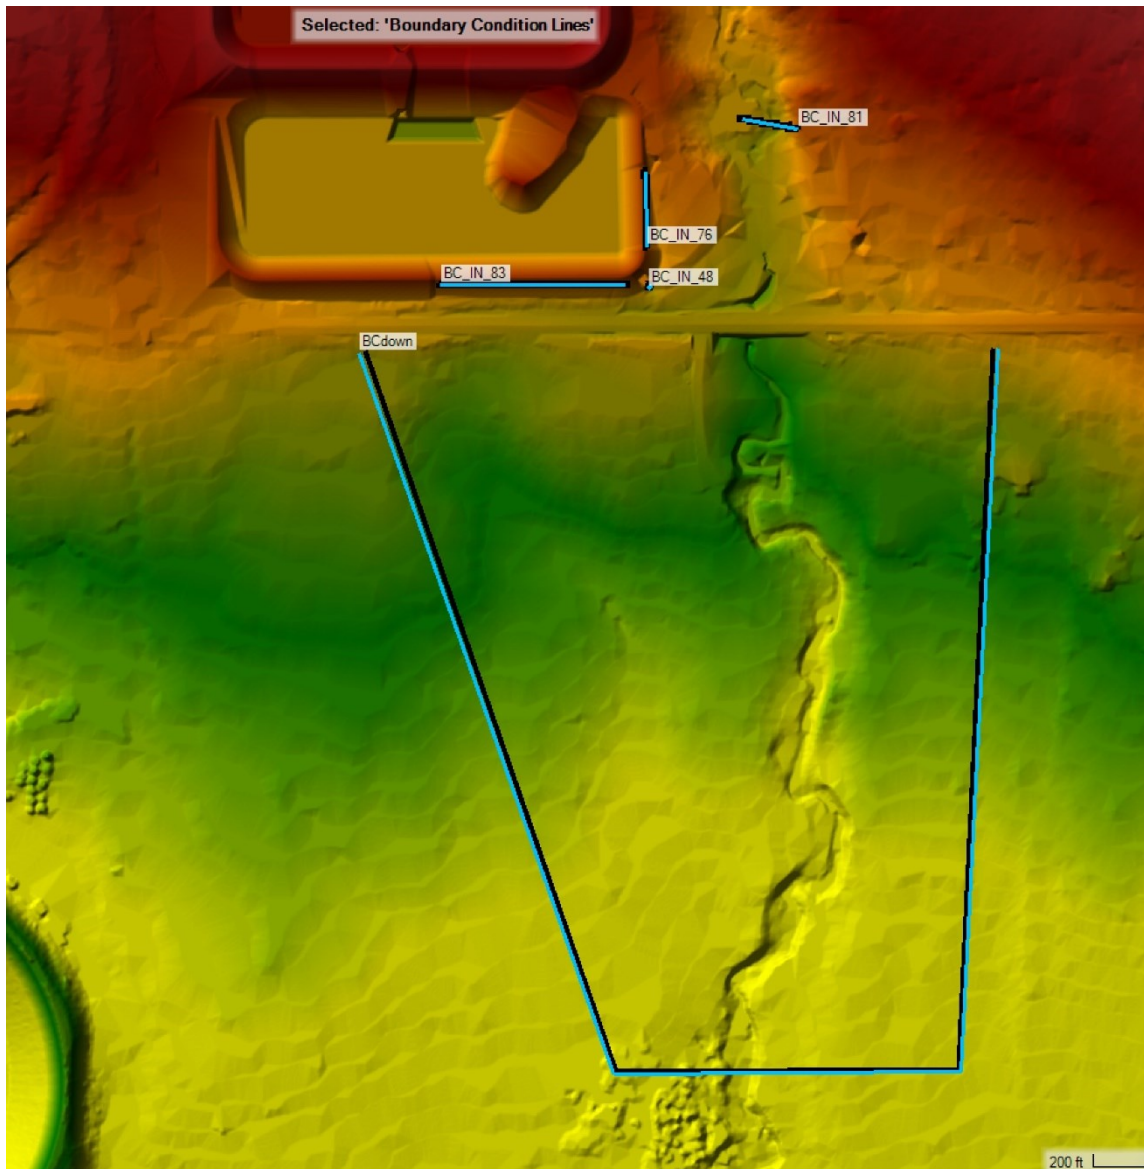 Selected: 'Boundary Condition Lines'
BC_IN_81
BC_IN_76
BC_IN_83
BC_IN_48
BCdown
200 ft